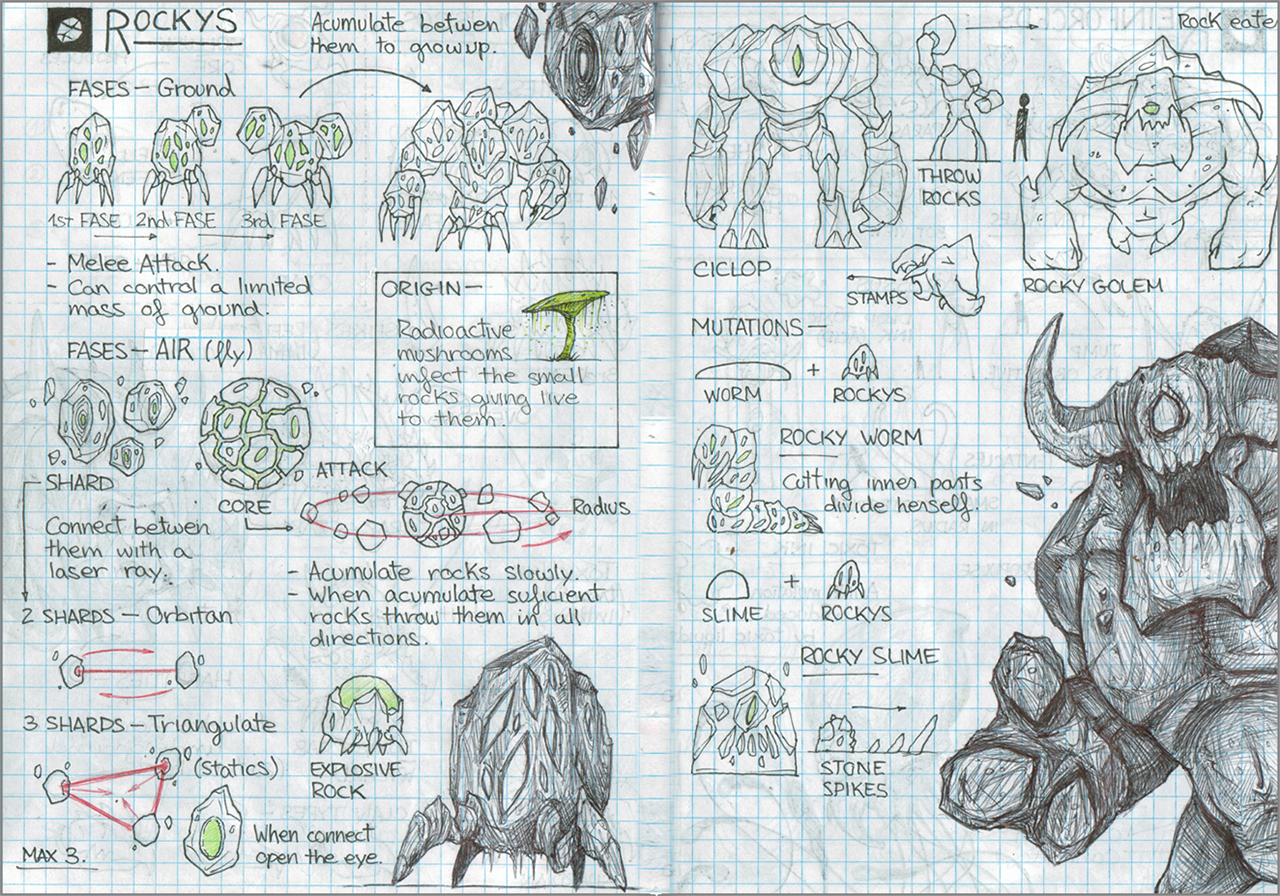 ROCKYS
Acumulate between
them to grow up.
FASES - Ground
1st FASE 2nd FASE 3rd FASE
- Melee Attack.
- Can control a limited
mass of ground.
FASES - AIR (fly)
SHARD
CORE
ATTACK
Radius
Connect betwen
them with a
laser ray.
2 SHARDS - Orbitan
- Acumulate rocks slowly.
- When acumulate suficient
rocks throw them in all
directions.
3 SHARDS - Triangulate
(statics)
MAX 3.
When connect
open the eye.
EXPLOSIVE
ROCK
ORIGIN -
Radioactive
mushrooms
infect the small
rocks giving live
to them.
Rock eate
THROW
ROCKS
CICLOP
STAMPS
ROCKY GOLEM
MUTATIONS -
WORM + ROCKYS
ROCKY WORM
Cutting inner parts
divide herself.
SLIME + ROCKYS
ROCKY SLIME
STONE
SPIKES